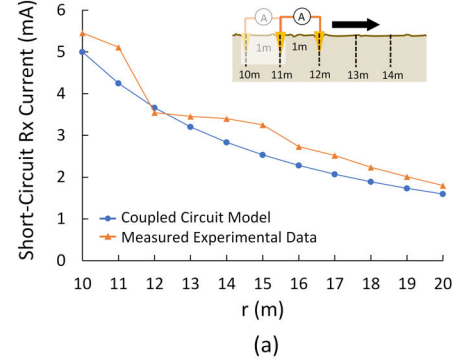 Short-Circuit Rx Current (mA)
6
5
4
3
2
1
0
A
A
1m
1m
10m
11m
12m
13m
14m
Coupled Circuit Model
Measured Experimental Data
10 11 12 13 14 15 16 17 18 19 20
r (m)
(a)